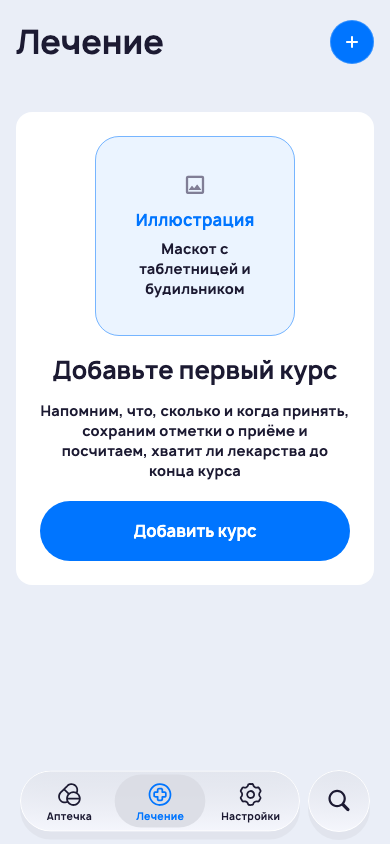 Лечение
Иллюстрация
Маскот с
таблетницей и
будильником
Добавьте первый курс
Напомним, что, сколько и когда принять,
сохраним отметки о приёме и
посчитаем, хватит ли лекарства до
конца курса
Добавить курс
Аптечка
Лечение
Настройки